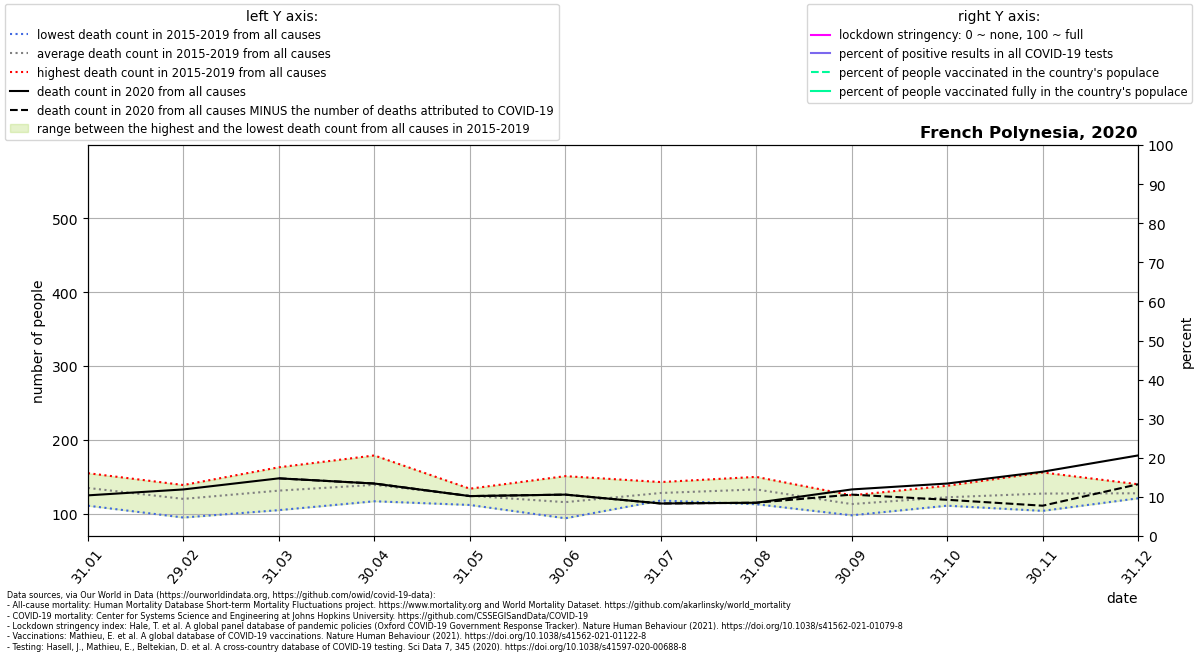 left Y axis:
lowest death count in 2015-2019 from all causes
average death count in 2015-2019 from all causes
highest death count in 2015-2019 from all causes
death count in 2020 from all causes
death count in 2020 from all causes MINUS the number of deaths attributed to COVID-19
range between the highest and the lowest death count from all causes in 2015-2019
right Y axis:
lockdown stringency: 0 ~ none, 100 ~ full
percent of positive results in all COVID-19 tests
percent of people vaccinated in the country's populace
percent of people vaccinated fully in the country's populace
French Polynesia, 2020
number of people
500
400
300
200
100
100
90
80
70
60
50
40
30
20
10
0
percent
31.01
29.02
31.03
30.04
31.05
30.06
31.07
31.08
30.09
31.10
30.11
31.12
date
Data sources, via Our World in Data (https://ourworldindata.org, https://github.com/owid/covid-19-data):
- All-cause mortality: Human Mortality Database Short-term Mortality Fluctuations project. https://www.mortality.org and World Mortality Dataset. https://github.com/akarlinsky/world_mortality
- COVID-19 mortality: Center for Systems Science and Engineering at Johns Hopkins University. https://github.com/CSSEGISandData/COVID-19
- Lockdown stringency index: Hale, T. et al. A global panel database of pandemic policies (Oxford COVID-19 Government Response Tracker). Nature Human Behaviour (2021). https://doi.org/10.1038/s41562-021-01079-8
- Vaccinations: Mathieu, E. et al. A global database of COVID-19 vaccinations. Nature Human Behaviour (2021). https://doi.org/10.1038/s41562-021-01122-8
- Testing: Hasell, J., Mathieu, E., Beltekian, D. et al. A cross-country database of COVID-19 testing. Sci Data 7, 345 (2020). https://doi.org/10.1038/s41597-020-00688-8